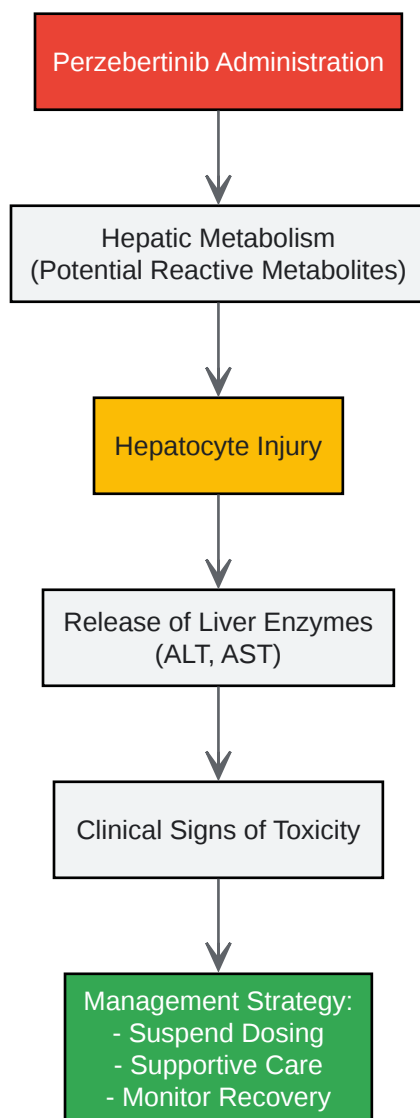 Perzebertinib Administration
Hepatic Metabolism
(Potential Reactive Metabolites)
Hepatocyte Injury
Release of Liver Enzymes
(ALT, AST)
Clinical Signs of Toxicity
Management Strategy:
- Suspend Dosing
- Supportive Care
- Monitor Recovery